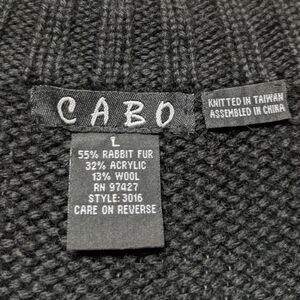 CABO
KNITTED IN TAIWAN
ASSEMBLED IN CHINA
L
55% RABBIT FUR
32% ACRYLIC
13% WOOL
RN 97427
STYLE: 3016
CARE ON REVERSE